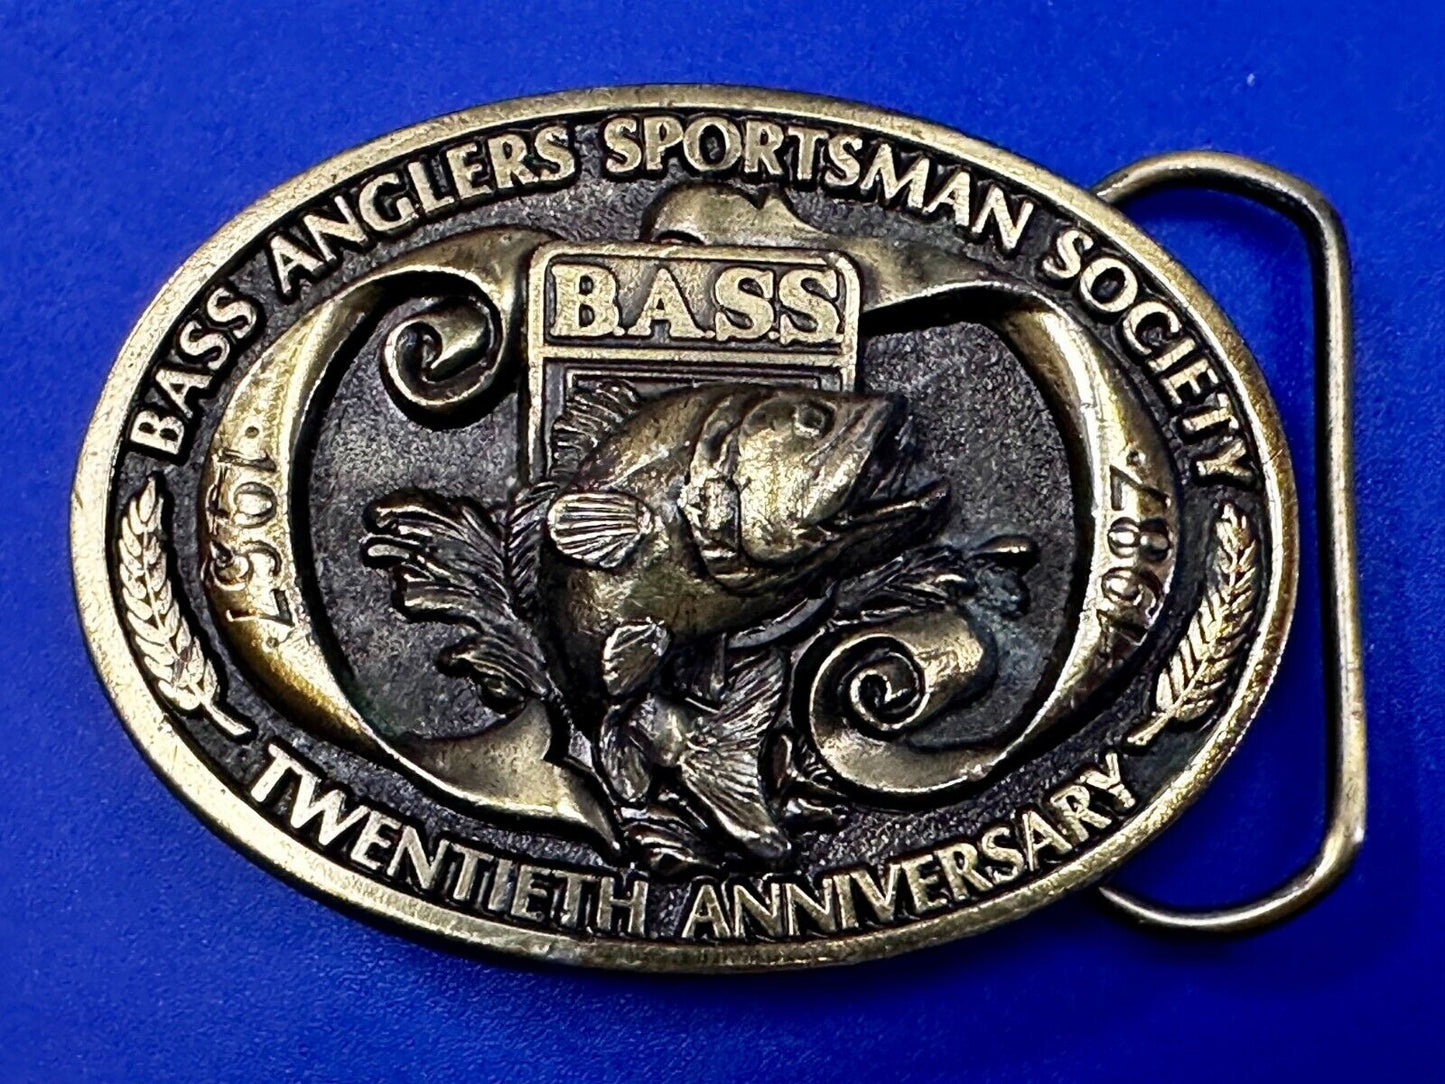 BASS ANGLERS SPORTSMAN SOCIETY
B.A.S.S.
1967
1987
TWENTIETH ANNIVERSARY